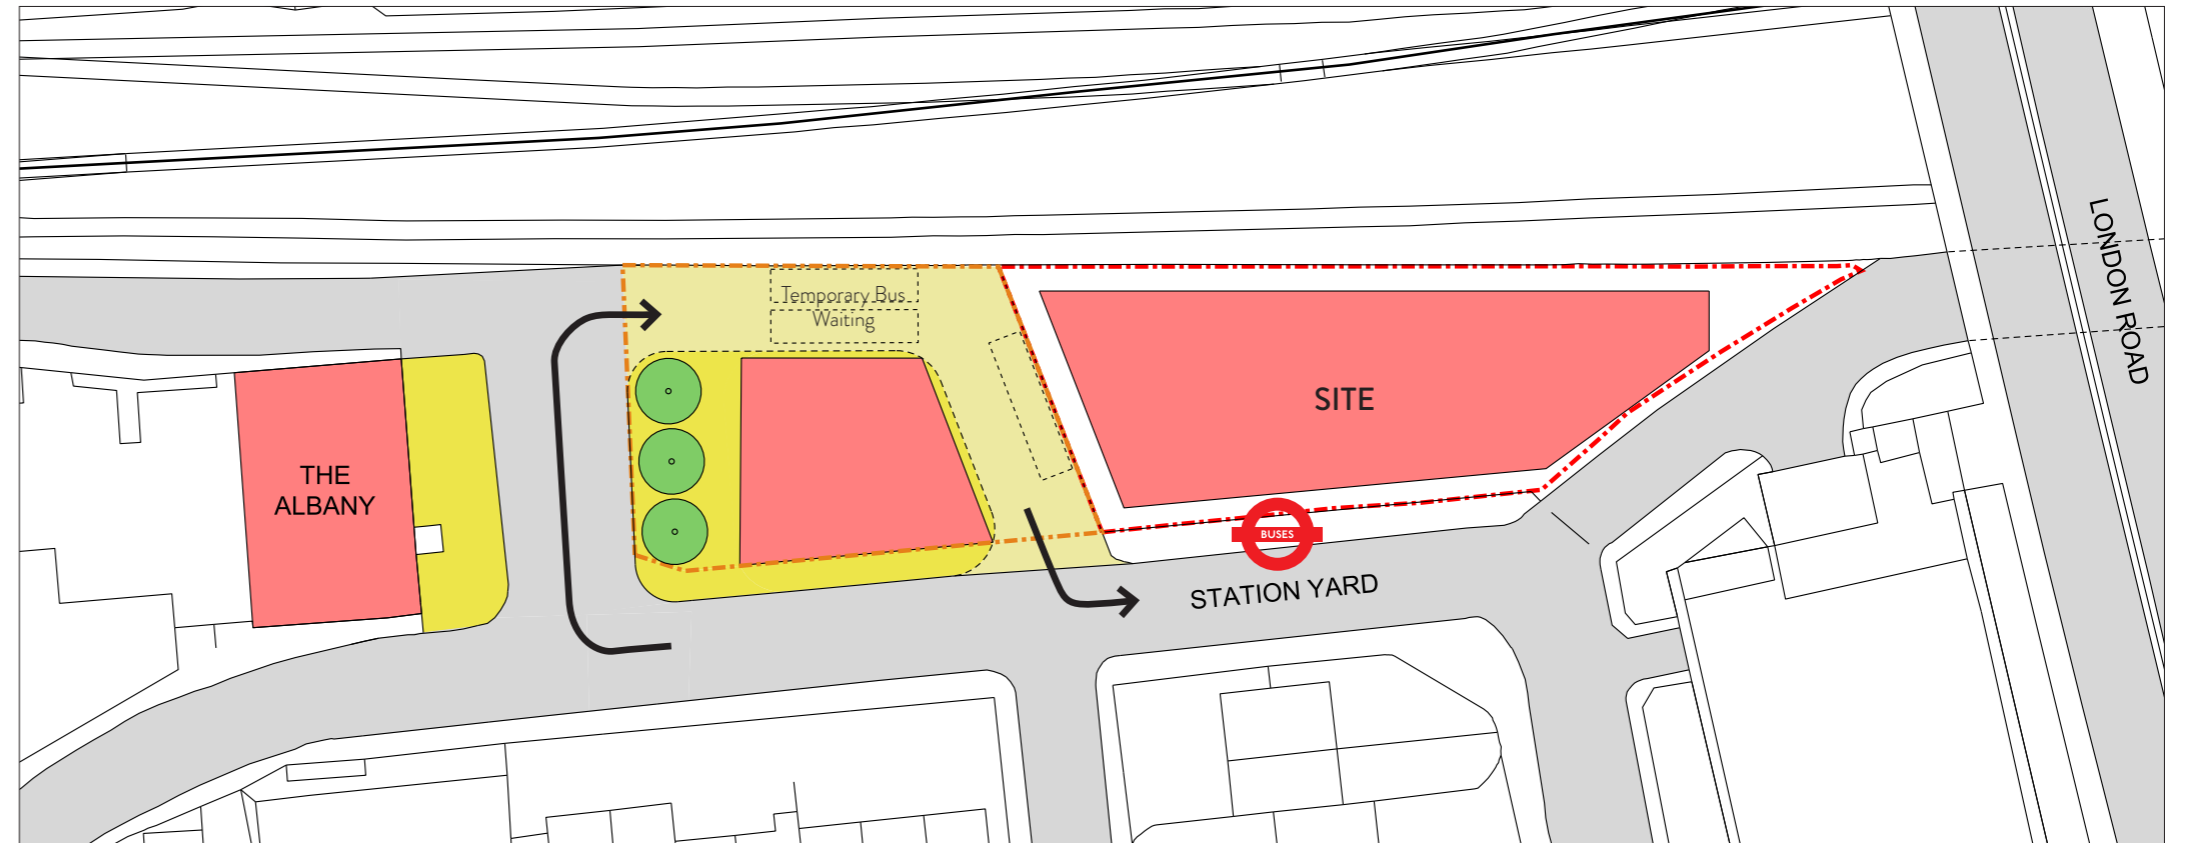 Temporary Bus
Waiting
LONDON ROAD
SITE
THE
ALBANY
BUSES
STATION YARD